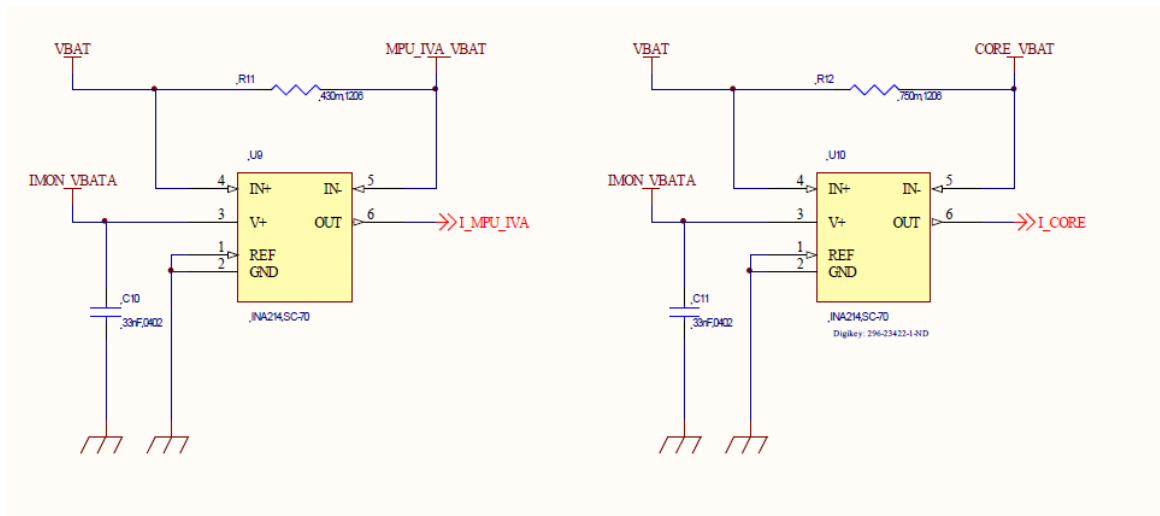 VBAT
MPU_IVA_VBAT
R11
430m,1206
U9
IMON_VBATA
4
IN+
IN-
5
3
V+
OUT
6
I_MPU_IVA
1
REF
2
GND
C10
33nF,0402
INA214,SC-70
VBAT
CORE_VBAT
R12
750m,1206
U10
IMON_VBATA
4
IN+
IN-
5
3
V+
OUT
6
I_CORE
1
REF
2
GND
C11
33nF,0402
INA214,SC-70
Digikey: 296-23422-1-ND